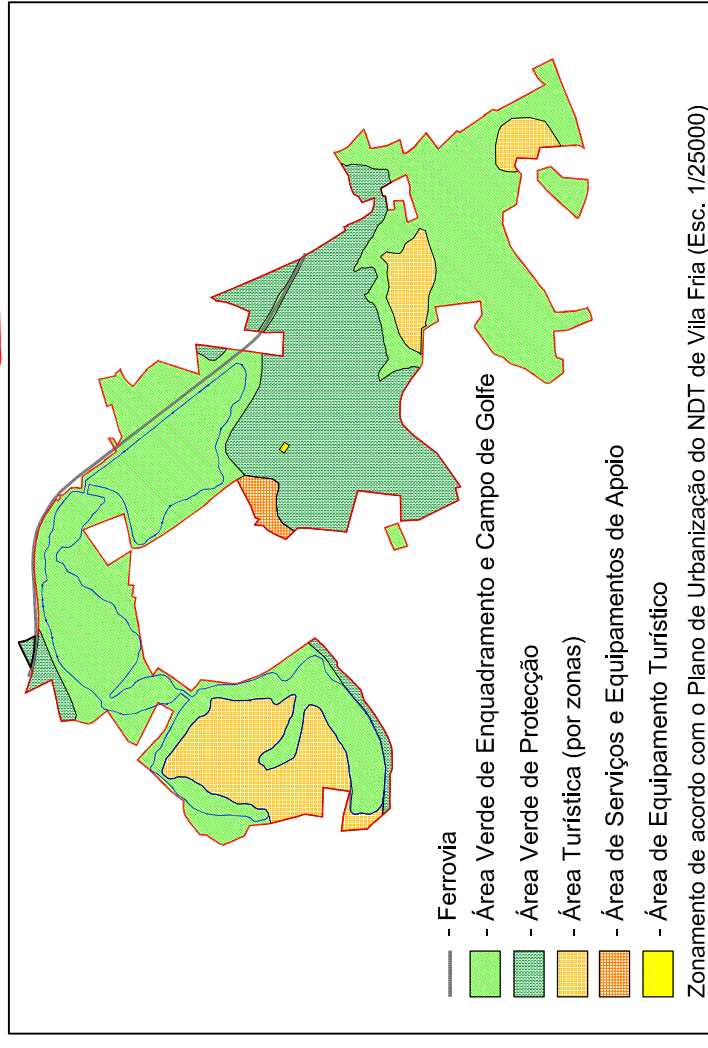 - Ferrovia
- Área Verde de Enquadramento e Campo de Golfe
- Área Verde de Protecção
- Área Turística (por zonas)
- Área de Serviços e Equipamentos de Apoio
- Área de Equipamento Turístico
Zonamento de acordo com o Plano de Urbanização do NDT de Vila Fria (Esc. 1/25000)